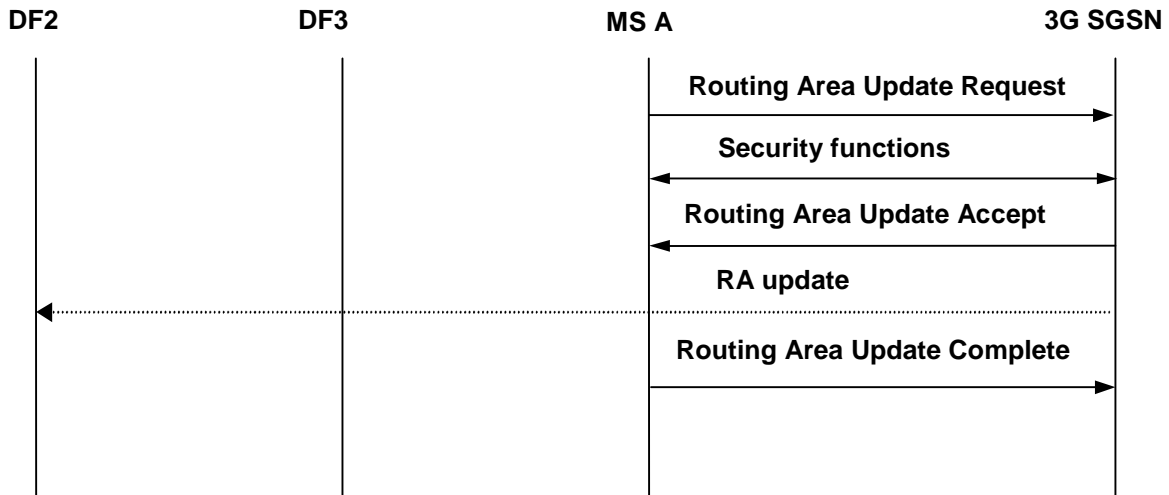 DF2 DF3 MS A 3G SGSN
Routing Area Update Request
Security functions
Routing Area Update Accept
RA update
Routing Area Update Complete